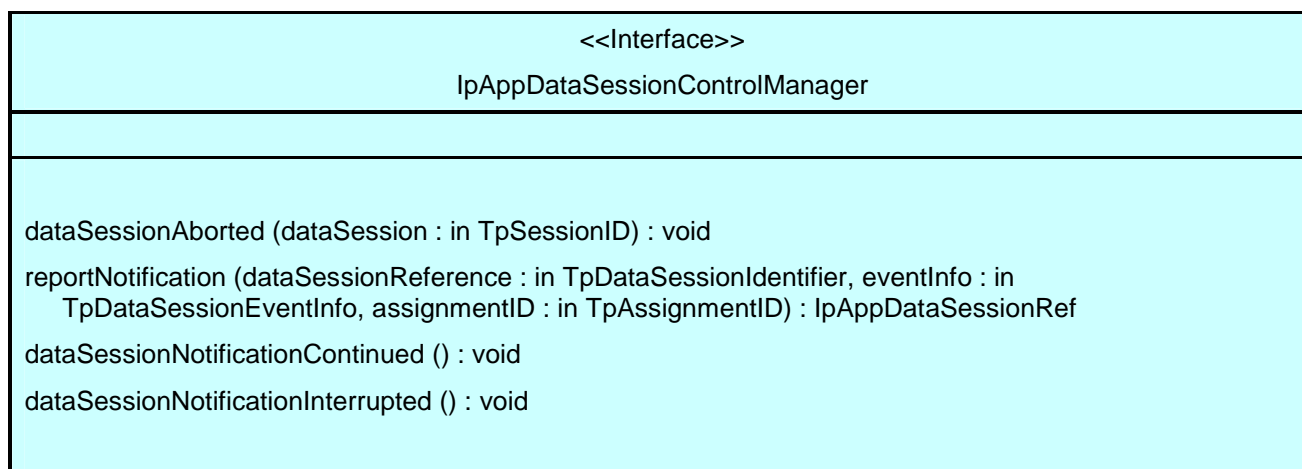 <<Interface>>
IpAppDataSessionControlManager
dataSessionAborted (dataSession : in TpSessionID) : void
reportNotification (dataSessionReference : in TpDataSessionIdentifier, eventInfo : in
TpDataSessionEventInfo, assignmentID : in TpAssignmentID) : IpAppDataSessionRef
dataSessionNotificationContinued () : void
dataSessionNotificationInterrupted () : void